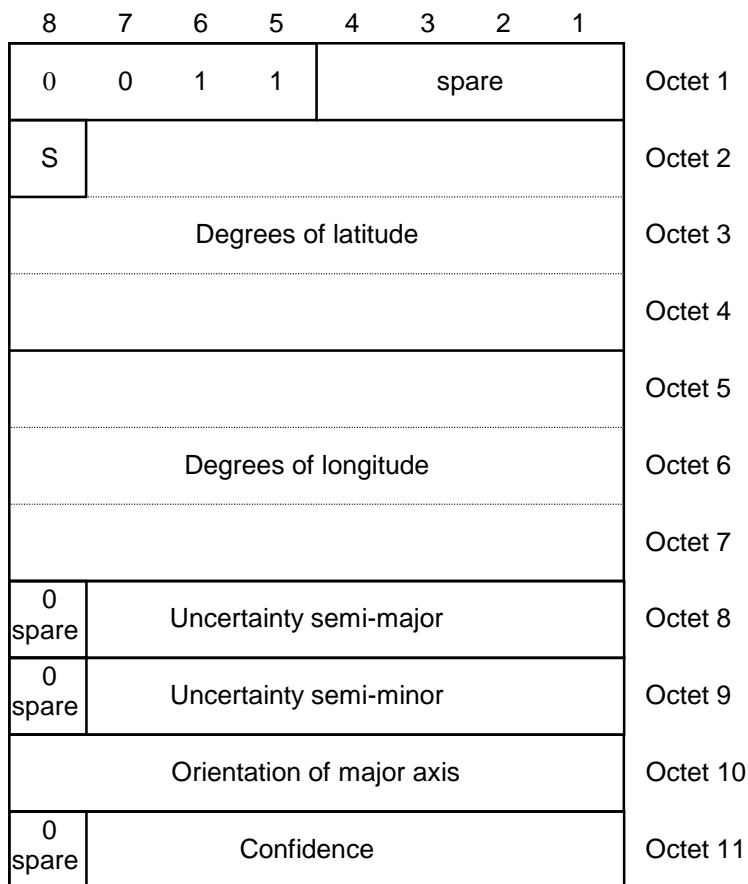 8 7 6 5 4 3 2 1
0 0 1 1 spare Octet 1
S Octet 2
Degrees of latitude Octet 3
Octet 4
Octet 5
Degrees of longitude Octet 6
Octet 7
0
spare Uncertainty semi-major Octet 8
0
spare Uncertainty semi-minor Octet 9
Orientation of major axis Octet 10
0
spare Confidence Octet 11